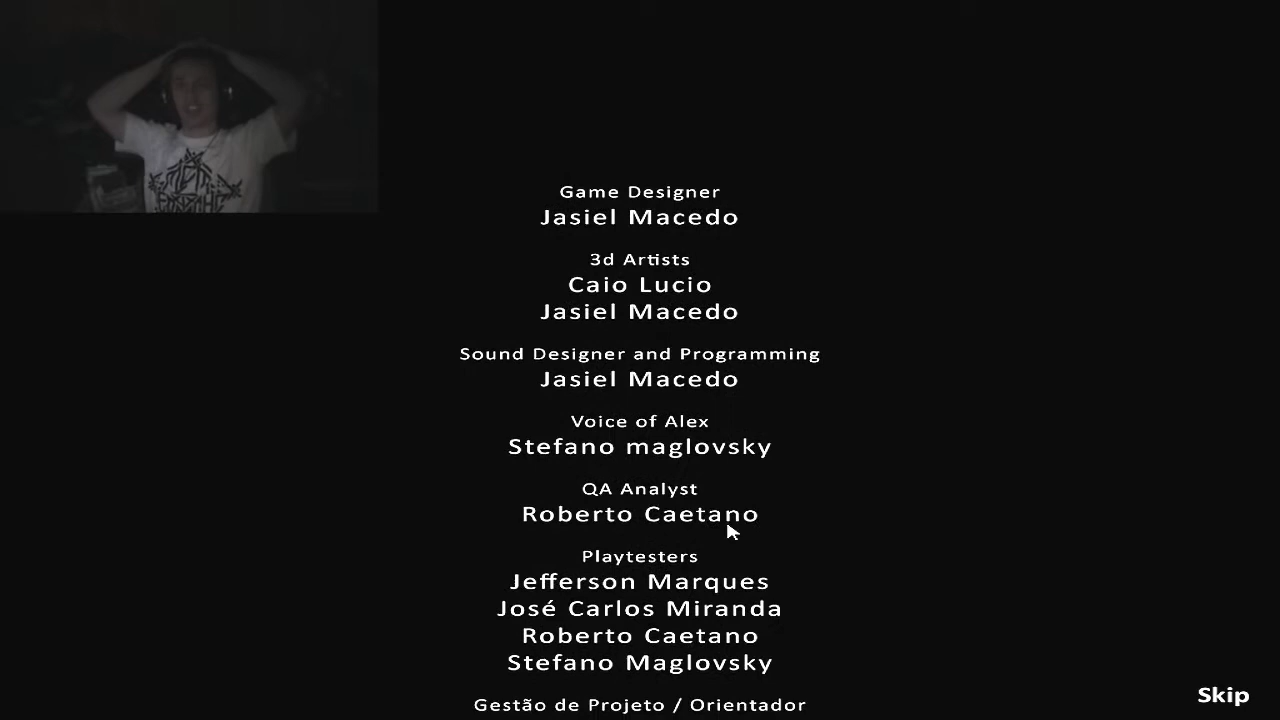 Game Designer
Jasiel Macedo
3d Artists
Caio Lucio
Jasiel Macedo
Sound Designer and Programming
Jasiel Macedo
Voice of Alex
Stefano maglovsky
QA Analyst
Roberto Caetano
Playtesters
Jefferson Marques
José Carlos Miranda
Roberto Caetano
Stefano Maglovsky
Gestão de Projeto / Orientador
Skip